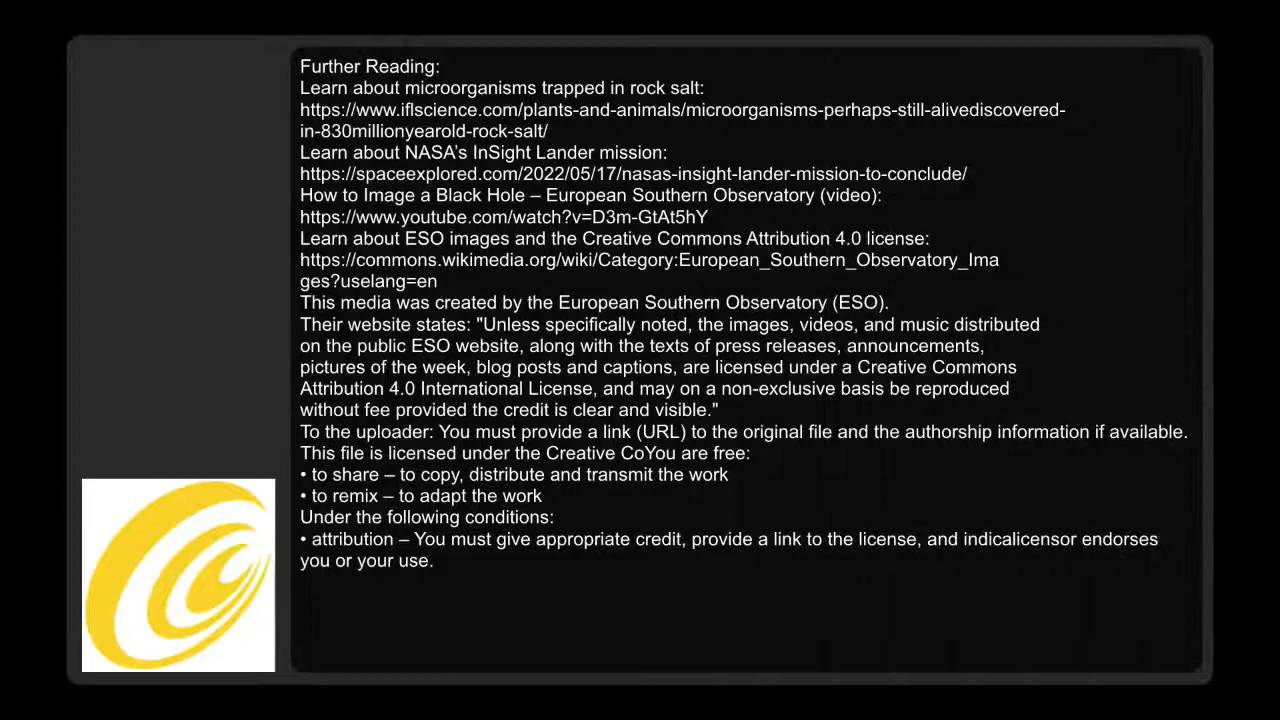 Further Reading:
Learn about microorganisms trapped in rock salt:
https://www.iflscience.com/plants-and-animals/microorganisms-perhaps-still-alivediscovered-
in-830millionyearold-rock-salt/
Learn about NASA’s InSight Lander mission:
https://spaceexplored.com/2022/05/17/nasas-insight-lander-mission-to-conclude/
How to Image a Black Hole – European Southern Observatory (video):
https://www.youtube.com/watch?v=D3m-GtAt5hY
Learn about ESO images and the Creative Commons Attribution 4.0 license:
https://commons.wikimedia.org/wiki/Category:European_Southern_Observatory_Ima
ges?uselang=en
This media was created by the European Southern Observatory (ESO).
Their website states: "Unless specifically noted, the images, videos, and music distributed
on the public ESO website, along with the texts of press releases, announcements,
pictures of the week, blog posts and captions, are licensed under a Creative Commons
Attribution 4.0 International License, and may on a non-exclusive basis be reproduced
without fee provided the credit is clear and visible."
To the uploader: You must provide a link (URL) to the original file and the authorship information if available.
This file is licensed under the Creative CoYou are free:
• to share – to copy, distribute and transmit the work
• to remix – to adapt the work
Under the following conditions:
• attribution – You must give appropriate credit, provide a link to the license, and indicalicensor endorses
you or your use.